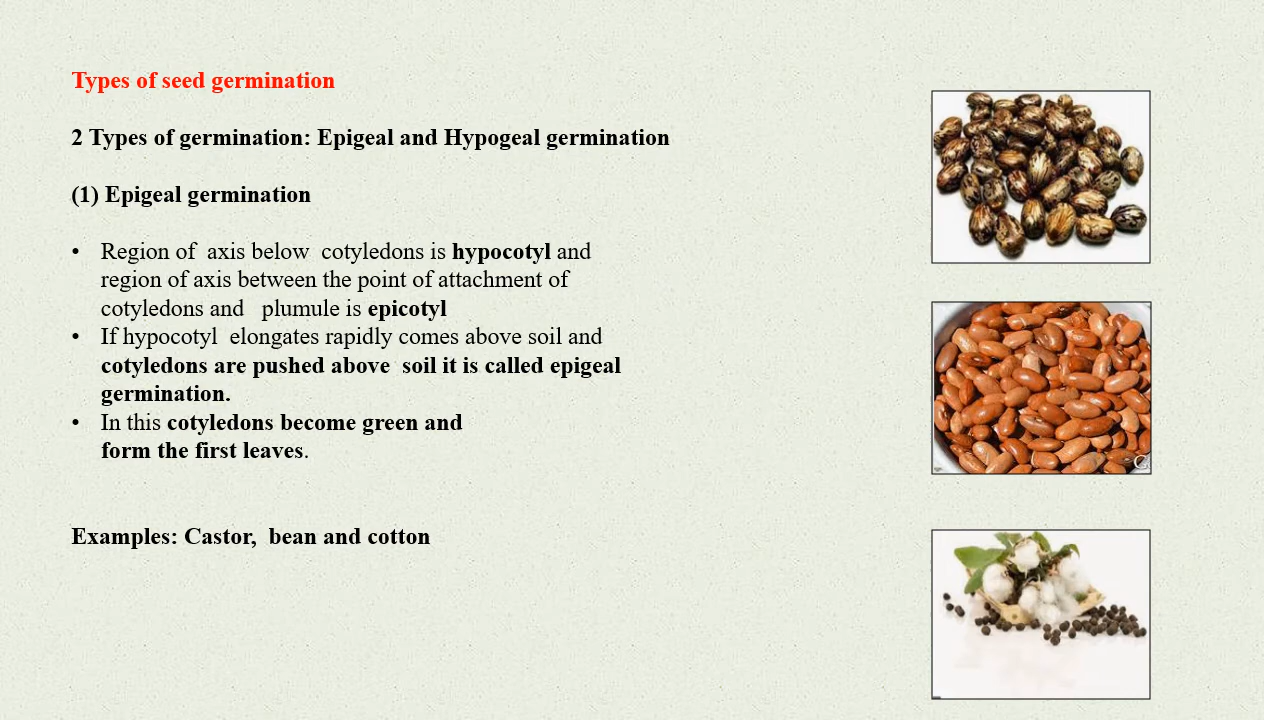 Types of seed germination
2 Types of germination: Epigeal and Hypogeal germination
(1) Epigeal germination
• Region of axis below cotyledons is hypocotyl and
region of axis between the point of attachment of
cotyledons and plumule is epicotyl
• If hypocotyl elongates rapidly comes above soil and
cotyledons are pushed above soil it is called epigeal
germination.
• In this cotyledons become green and
form the first leaves.
Examples: Castor, bean and cotton